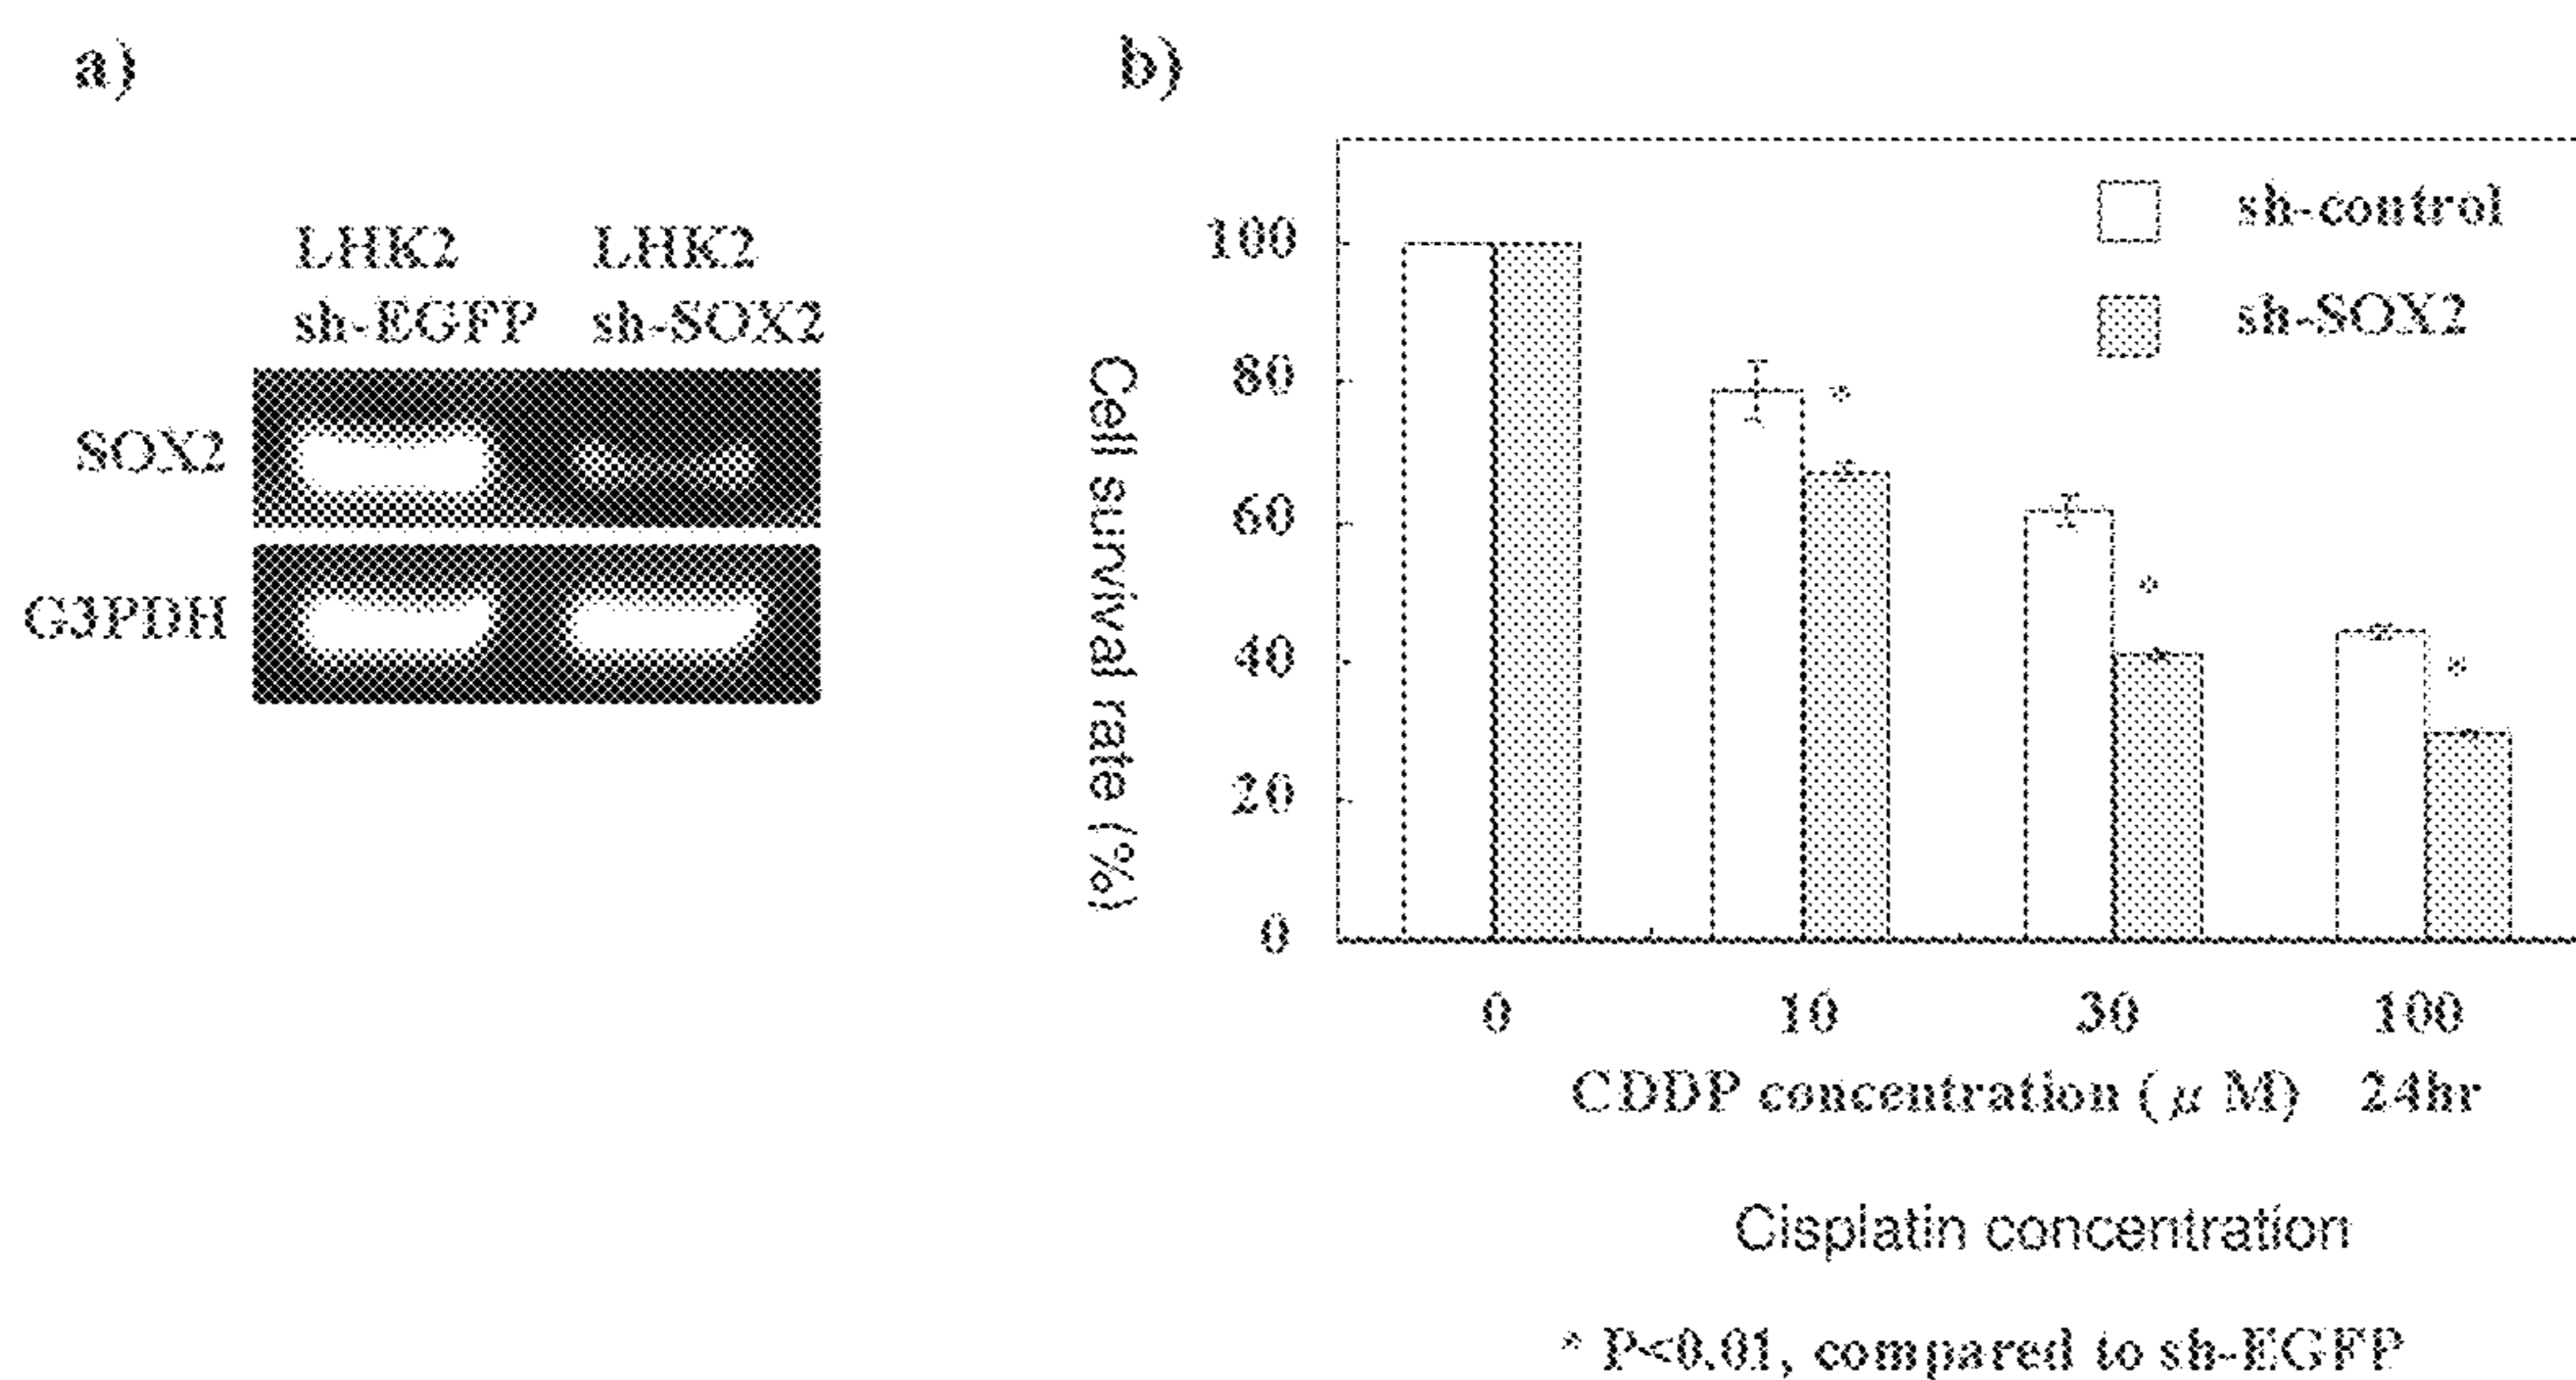 a)
LHK2 LHK2
sh-EGFP sh-SOX2
SOX2
G3PDH
b)
sh-control
sh-SOX2
Cell survival rate (%)
100
80
60
40
20
0
0 10 30 100
CDDP concentration ( μ M) 24hr
Cisplatin concentration
* P<0.01, compared to sh-EGFP